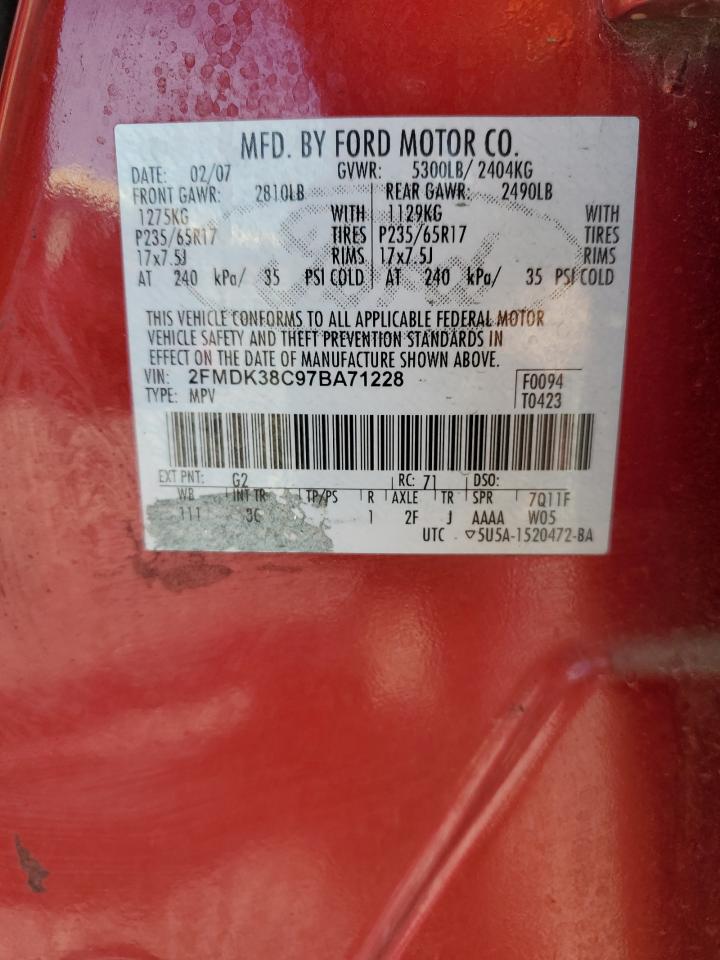 MFD. BY FORD MOTOR CO.
DATE: 02/07 GVWR: 5300LB/ 2404KG
FRONT GAWR: 2810LB REAR GAWR: 2490LB
1275KG WITH 1129KG WITH
P235/65R17 TIRES P235/65R17 TIRES
17x7.5J RIMS 17x7.5J RIMS
AT 240 kPa/ 35 PSI COLD AT 240 kPa/ 35 PSI COLD
THIS VEHICLE CONFORMS TO ALL APPLICABLE FEDERAL MOTOR
VEHICLE SAFETY AND THEFT PREVENTION STANDARDS IN
EFFECT ON THE DATE OF MANUFACTURE SHOWN ABOVE.
VIN: 2FMDK38C97BA71228 F0094
TYPE: MPV T0423
EXT PNT: G2 RC: 71 DSO:
WB INT TR TP/PS R AXLE TR SPR 7Q11F
111 3C 1 2F J AAAA W05
UTC ▽5U5A-1520472-BA